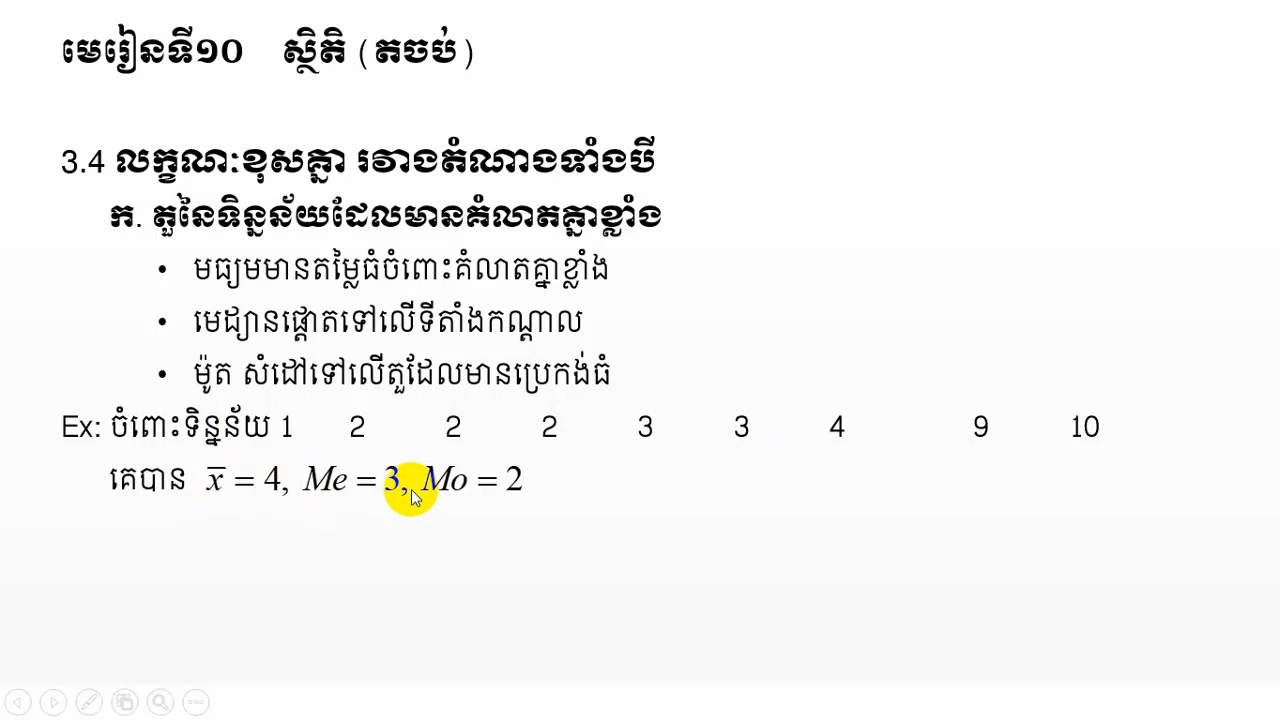 មេរៀនទី១០ ស្ថិតិ (តចប់)
3.4 លក្ខណៈខុសគ្នា រវាងតំណាងទាំងបី
ក. តួនៃទិន្នន័យដែលមានគំលាតគ្នាខ្លាំង
• មធ្យមមានតម្លៃធំចំពោះគំលាតគ្នាខ្លាំង
• មេដ្យានផ្តោតទៅលើទីតាំងកណ្តាល
• ម៉ូត សំដៅទៅលើតួដែលមានប្រេកង់ធំ
Ex: ចំពោះទិន្នន័យ 1 2 2 2 3 3 4 9 10
គេបាន x̅ = 4, Me = 3, Mo = 2